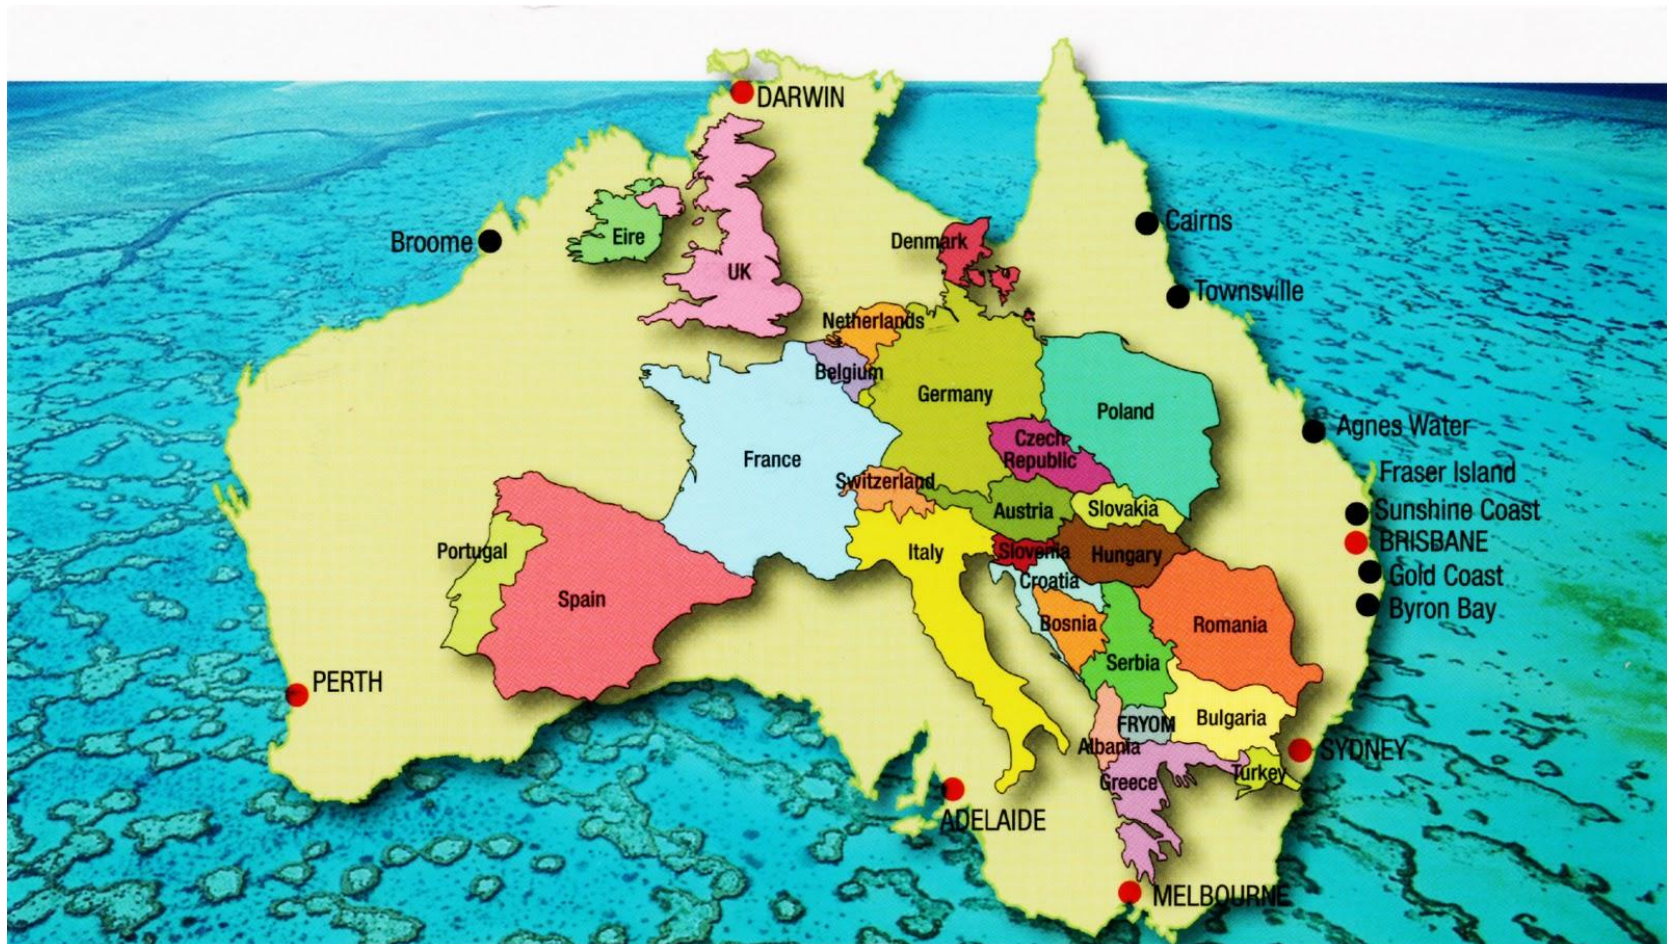 DARWIN
Broome
Eire
UK
Denmark
Cairns
Townsville
Netherlands
Belgium
Germany
Poland
Agnes Water
France
Czech
Republic
Fraser Island
Switzerland
Austria
Slovakia
Sunshine Coast
BRISBANE
Portugal
Italy
Slovenia
Hungary
Gold Coast
Croatia
Spain
Byron Bay
Bosnia
Romania
Serbia
PERTH
FRYOM
Bulgaria
Albania
SYDNEY
Greece
Turkey
ADELAIDE
MELBOURNE